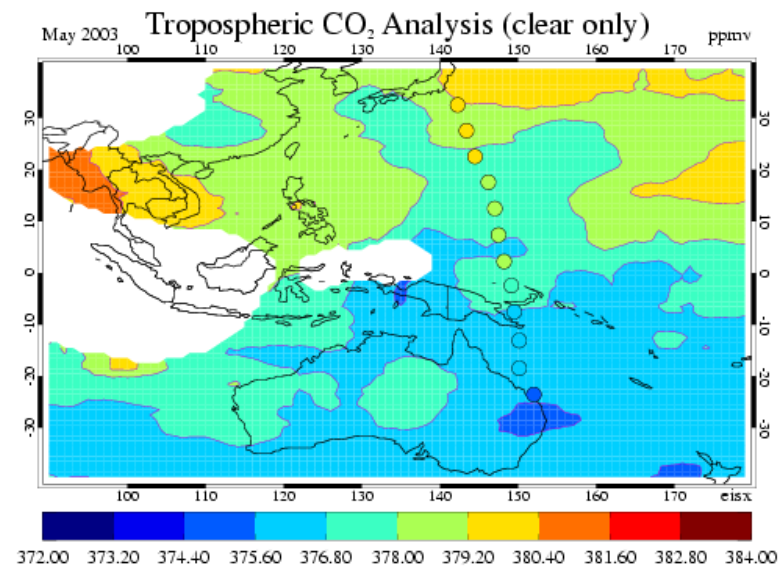 Tropospheric CO₂ Analysis (clear only)
May 2003
ppmv
100 110 120 130 140 150 160 170
30 30
20 20
10 10
0 0
-10 -10
-20 -20
-30 -30
100 110 120 130 140 150 160 170
eisx
372.00 373.20 374.40 375.60 376.80 378.00 379.20 380.40 381.60 382.80 384.00